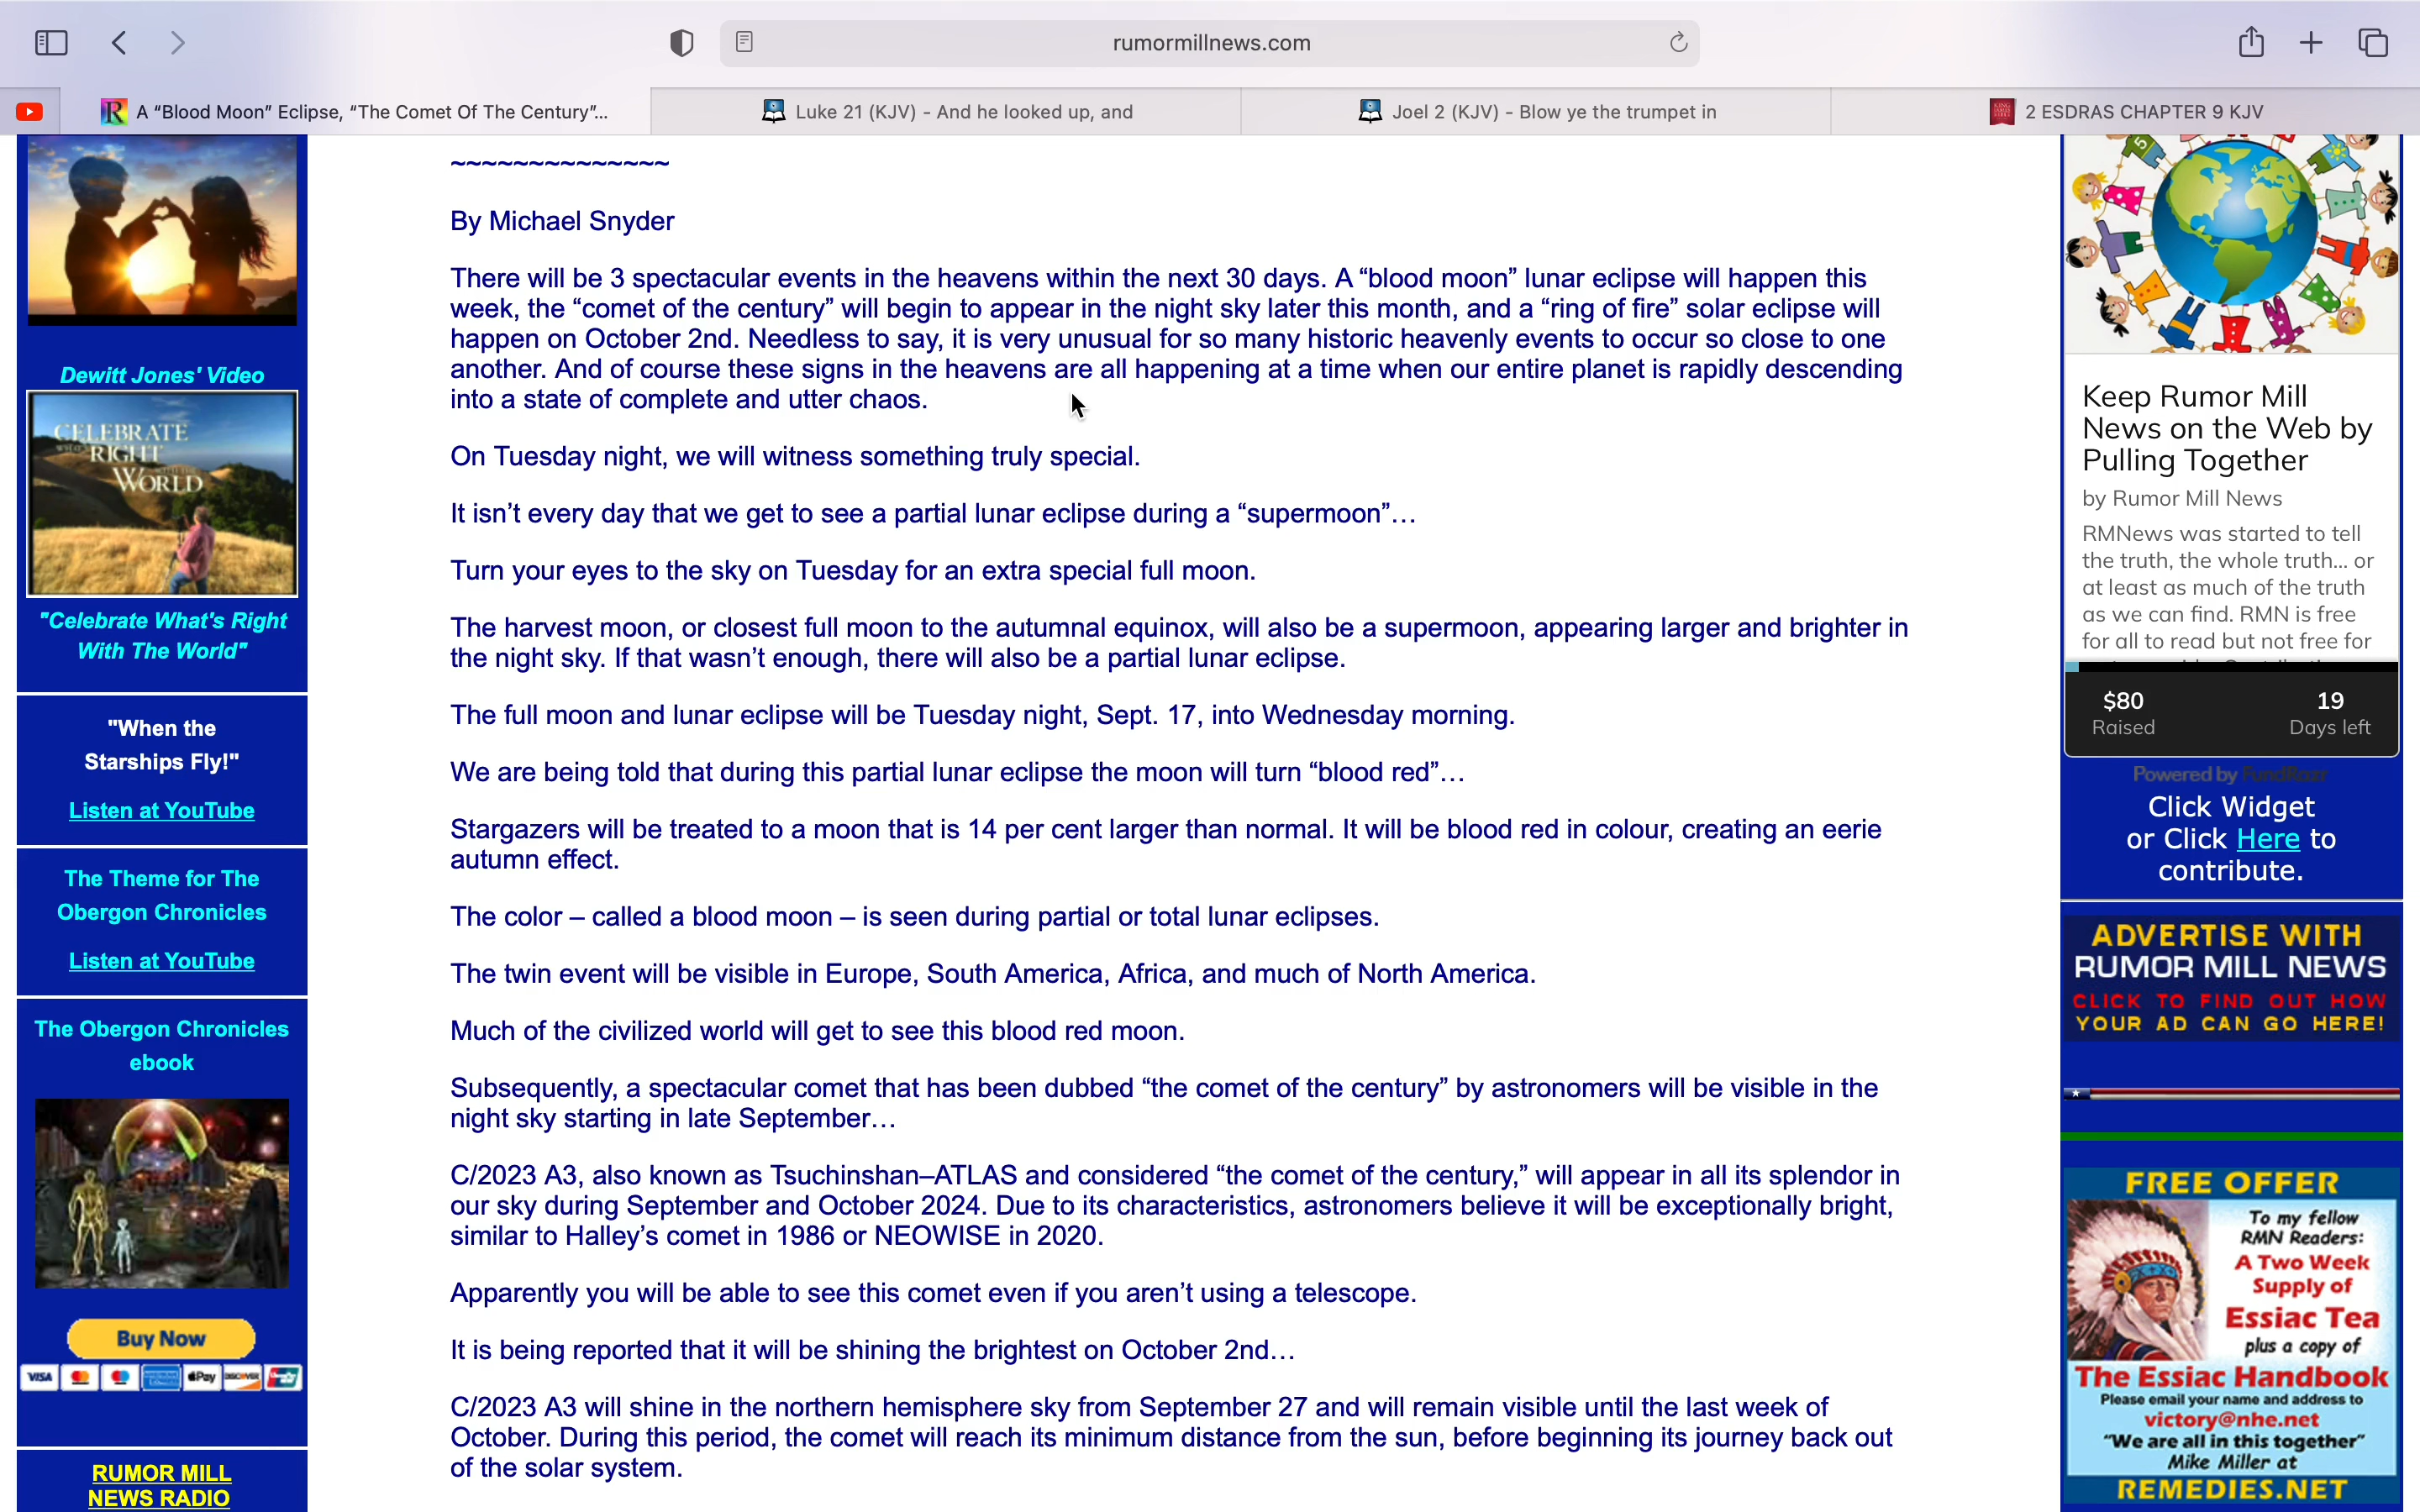 rumormillnews.com
A “Blood Moon” Eclipse, “The Comet Of The Century”...
Luke 21 (KJV) - And he looked up, and
Joel 2 (KJV) - Blow ye the trumpet in
2 ESDRAS CHAPTER 9 KJV
Dewitt Jones' Video
CELEBRATE
RIGHT
WORLD
"Celebrate What's Right
With The World"
"When the
Starships Fly!"
Listen at YouTube
The Theme for The
Obergon Chronicles
Listen at YouTube
The Obergon Chronicles
ebook
Buy Now
VISA
Pay
DISCOVER
RUMOR MILL
NEWS RADIO
~~~~~~~~~~~~~~
By Michael Snyder
There will be 3 spectacular events in the heavens within the next 30 days. A “blood moon” lunar eclipse will happen this
week, the “comet of the century” will begin to appear in the night sky later this month, and a “ring of fire” solar eclipse will
happen on October 2nd. Needless to say, it is very unusual for so many historic heavenly events to occur so close to one
another. And of course these signs in the heavens are all happening at a time when our entire planet is rapidly descending
into a state of complete and utter chaos.
On Tuesday night, we will witness something truly special.
It isn’t every day that we get to see a partial lunar eclipse during a “supermoon”…
Turn your eyes to the sky on Tuesday for an extra special full moon.
The harvest moon, or closest full moon to the autumnal equinox, will also be a supermoon, appearing larger and brighter in
the night sky. If that wasn’t enough, there will also be a partial lunar eclipse.
The full moon and lunar eclipse will be Tuesday night, Sept. 17, into Wednesday morning.
We are being told that during this partial lunar eclipse the moon will turn “blood red”…
Stargazers will be treated to a moon that is 14 per cent larger than normal. It will be blood red in colour, creating an eerie
autumn effect.
The color – called a blood moon – is seen during partial or total lunar eclipses.
The twin event will be visible in Europe, South America, Africa, and much of North America.
Much of the civilized world will get to see this blood red moon.
Subsequently, a spectacular comet that has been dubbed “the comet of the century” by astronomers will be visible in the
night sky starting in late September…
C/2023 A3, also known as Tsuchinshan–ATLAS and considered “the comet of the century,” will appear in all its splendor in
our sky during September and October 2024. Due to its characteristics, astronomers believe it will be exceptionally bright,
similar to Halley’s comet in 1986 or NEOWISE in 2020.
Apparently you will be able to see this comet even if you aren’t using a telescope.
It is being reported that it will be shining the brightest on October 2nd…
C/2023 A3 will shine in the northern hemisphere sky from September 27 and will remain visible until the last week of
October. During this period, the comet will reach its minimum distance from the sun, before beginning its journey back out
of the solar system.
Keep Rumor Mill
News on the Web by
Pulling Together
by Rumor Mill News
RMNews was started to tell
the truth, the whole truth... or
at least as much of the truth
as we can find. RMN is free
for all to read but not free for
$80
Raised
19
Days left
Powered by FundRazr
Click Widget
or Click Here to
contribute.
ADVERTISE WITH
RUMOR MILL NEWS
CLICK TO FIND OUT HOW
YOUR AD CAN GO HERE!
FREE OFFER
To my fellow
RMN Readers:
A Two Week
Supply of
Essiac Tea
plus a copy of
The Essiac Handbook
Please email your name and address to
victory@nhe.net
“We are all in this together”
Mike Miller at
REMEDIES.NET